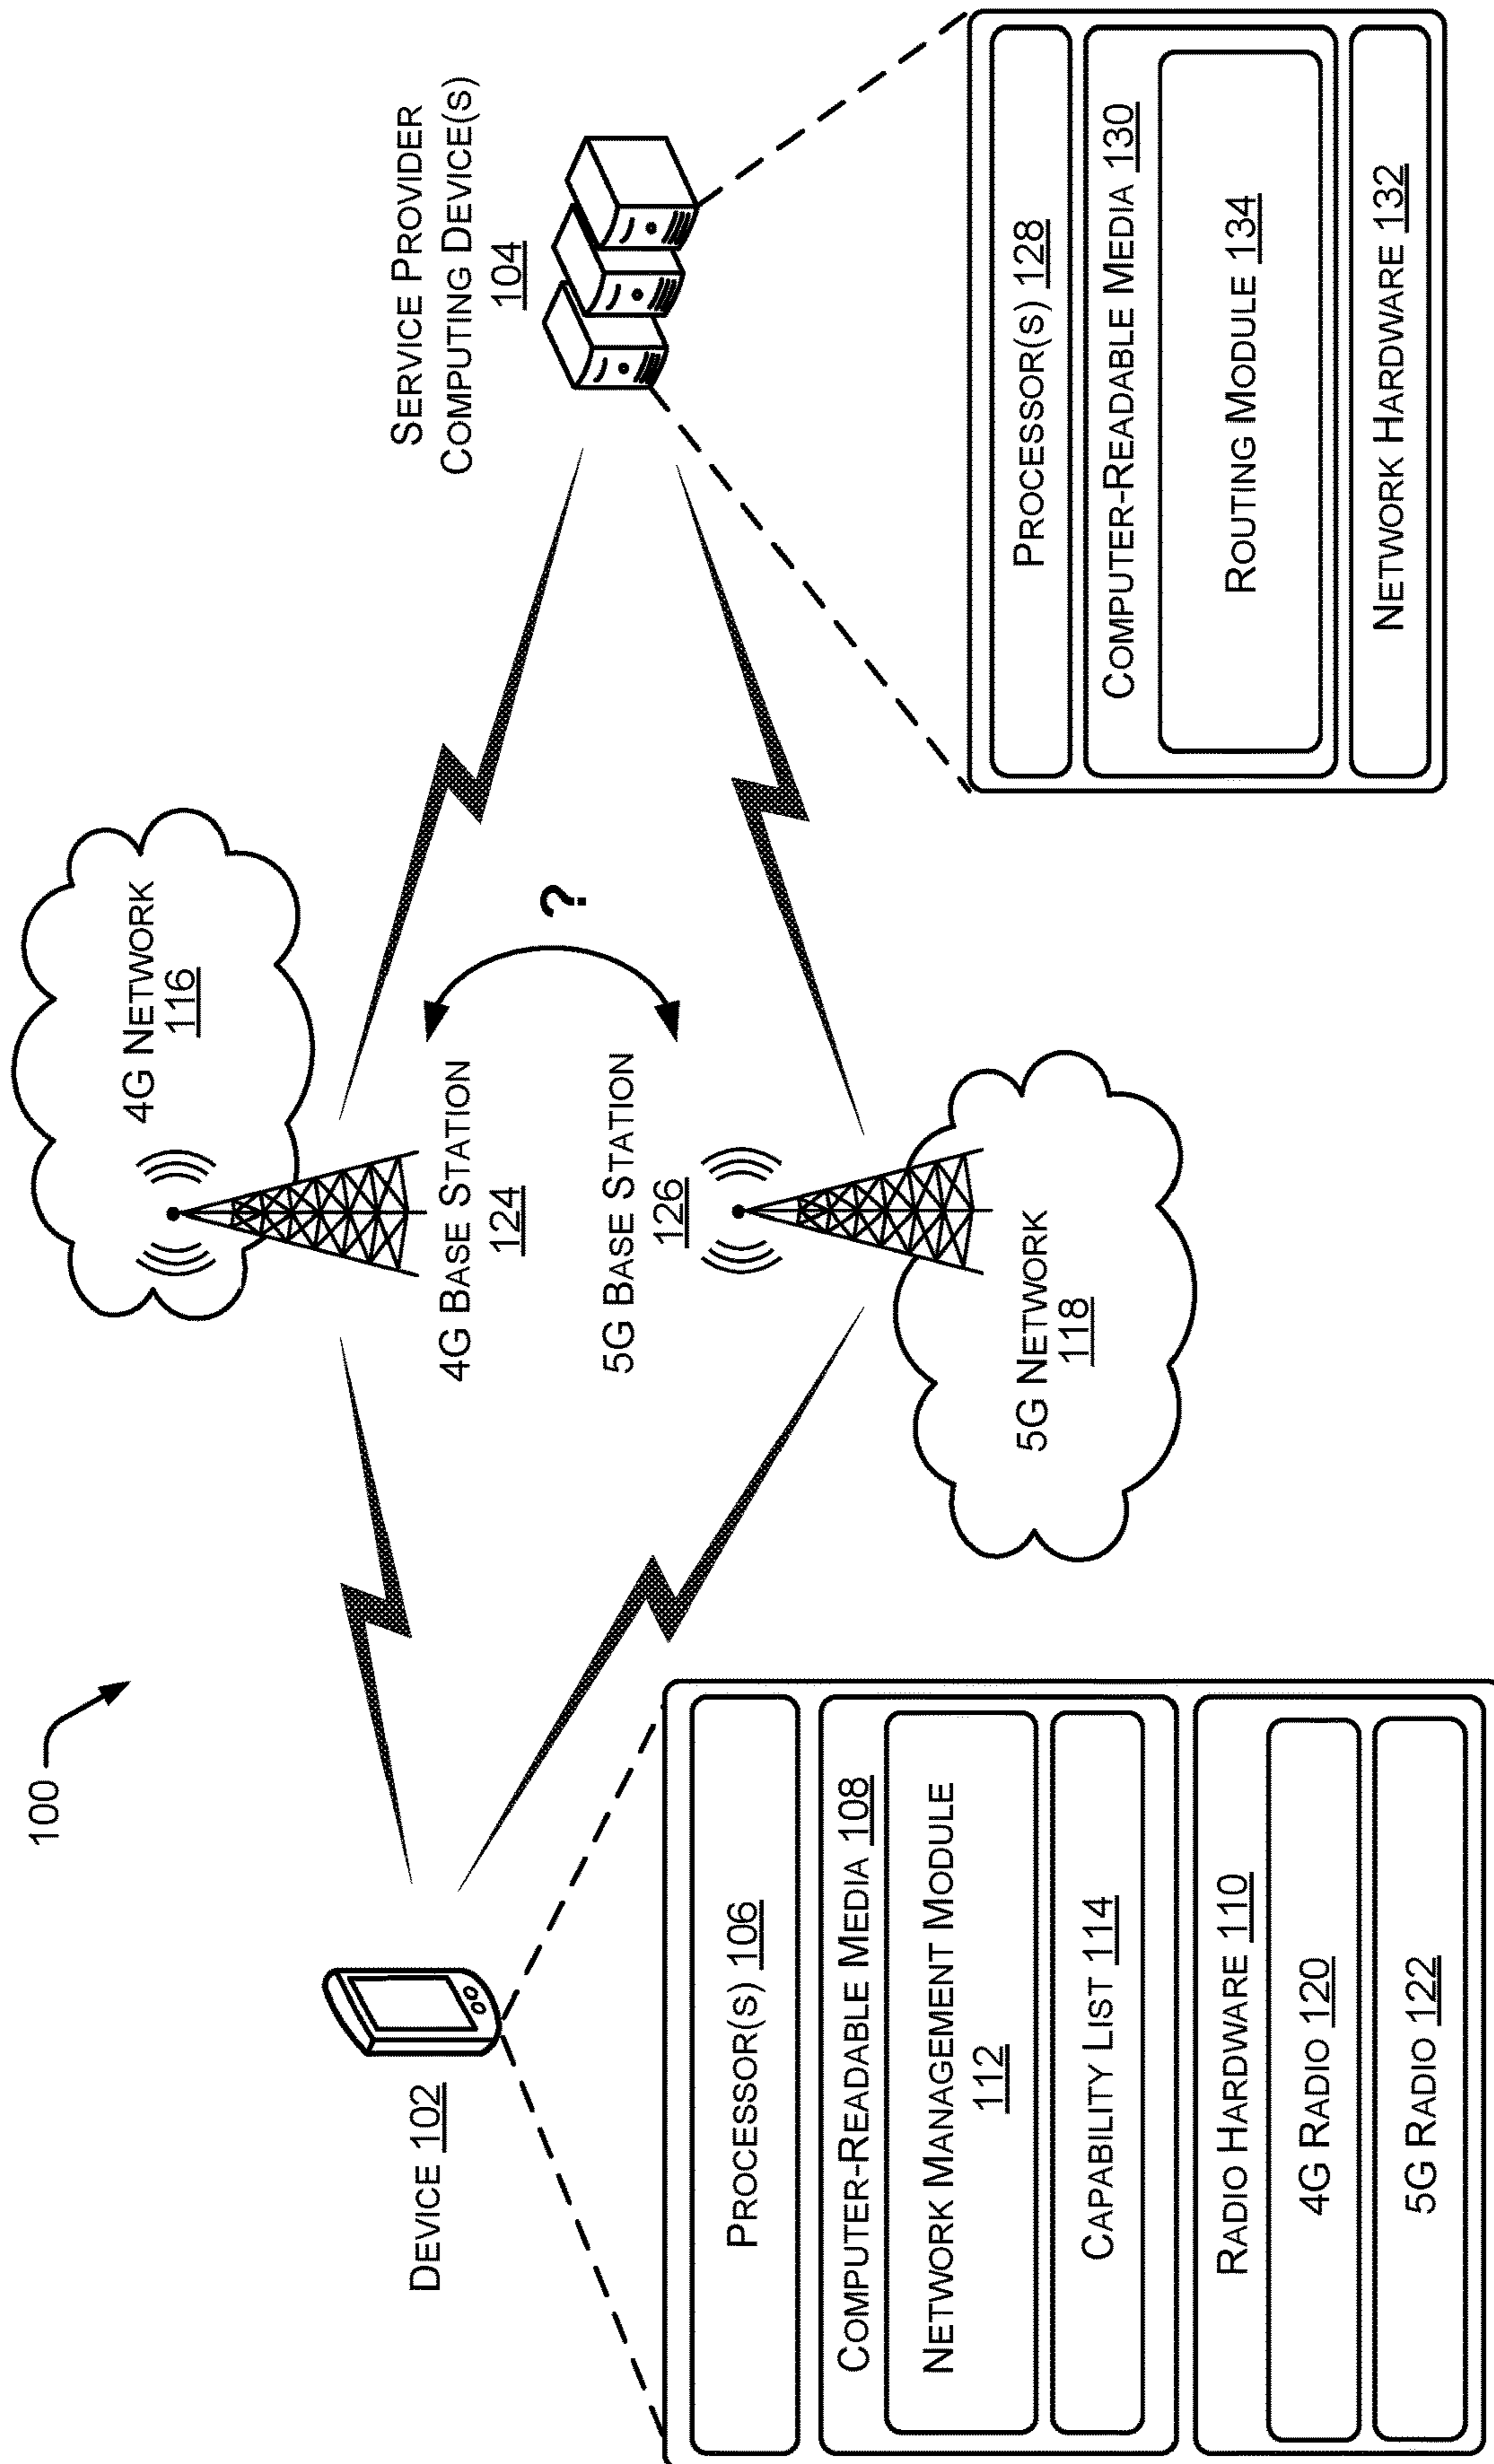 100
4G NETWORK
116
SERVICE PROVIDER
COMPUTING DEVICE(S)
104
DEVICE 102
4G BASE STATION
124
?
5G BASE STATION
126
5G NETWORK
118
PROCESSOR(S) 106
COMPUTER-READABLE MEDIA 108
NETWORK MANAGEMENT MODULE
112
CAPABILITY LIST 114
RADIO HARDWARE 110
4G RADIO 120
5G RADIO 122
PROCESSOR(S) 128
COMPUTER-READABLE MEDIA 130
ROUTING MODULE 134
NETWORK HARDWARE 132